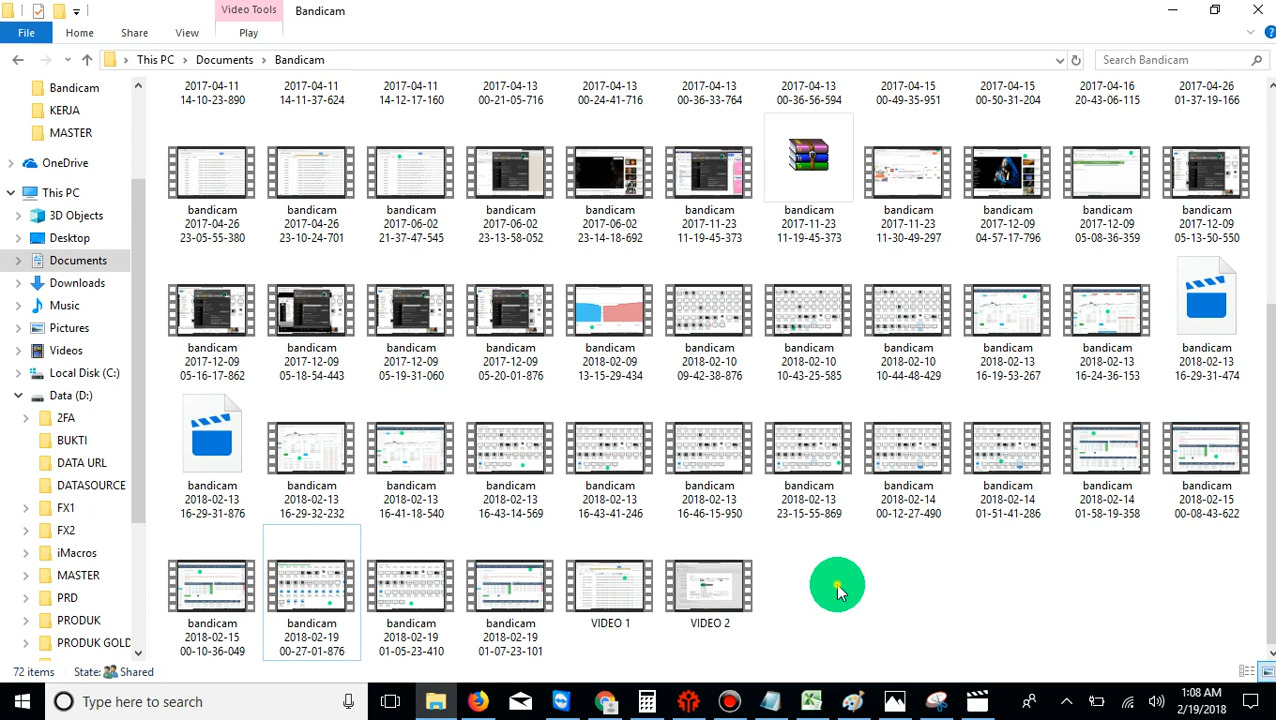 Video Tools
Bandicam
File
Home
Share
View
Play
This PC
Documents
Bandicam
Search Bandicam
Bandicam
KERJA
MASTER
OneDrive
This PC
3D Objects
Desktop
Documents
Downloads
Music
Pictures
Videos
Local Disk (C:)
Data (D:)
2FA
BUKTI
DATA URL
DATASOURCE
FX1
FX2
iMacros
MASTER
PRD
PRODUK
PRODUK GOLD
2017-04-11 2017-04-11 2017-04-11 2017-04-13 2017-04-13 2017-04-13 2017-04-13 2017-04-15 2017-04-15 2017-04-16 2017-04-26
14-10-23-890 14-11-37-624 14-12-17-160 00-21-05-716 00-24-41-716 00-36-33-764 00-36-56-594 00-49-35-951 00-50-31-204 20-43-06-115 01-37-19-166
bandicam bandicam bandicam bandicam bandicam bandicam bandicam bandicam bandicam bandicam bandicam
2017-04-26 2017-04-26 2017-06-02 2017-06-02 2017-06-02 2017-11-23 2017-11-23 2017-11-23 2017-12-09 2017-12-09 2017-12-09
23-05-55-380 23-10-24-701 21-37-47-545 23-13-58-052 23-14-18-692 11-19-45-373 11-19-45-373 11-30-49-297 04-57-17-796 05-08-36-359 05-13-50-550
bandicam bandicam bandicam bandicam bandicam bandicam bandicam bandicam bandicam bandicam bandicam
2017-12-09 2017-12-09 2017-12-09 2017-12-09 2018-02-09 2018-02-10 2018-02-10 2018-02-10 2018-02-13 2018-02-13 2018-02-13
05-16-17-862 05-18-54-443 05-19-31-060 05-20-01-876 13-15-29-434 09-42-38-876 10-43-25-585 10-44-48-429 16-19-53-267 16-24-36-153 16-29-31-474
bandicam bandicam bandicam bandicam bandicam bandicam bandicam bandicam bandicam bandicam bandicam
2018-02-13 2018-02-13 2018-02-13 2018-02-13 2018-02-13 2018-02-13 2018-02-13 2018-02-14 2018-02-14 2018-02-14 2018-02-15
16-29-31-876 16-29-32-232 16-41-18-540 16-43-14-569 16-43-41-246 16-46-15-950 23-15-55-869 00-12-27-490 01-51-41-286 01-58-19-358 00-08-43-622
bandicam bandicam bandicam bandicam VIDEO 1 VIDEO 2
2018-02-15 2018-02-19 2018-02-19 2018-02-19
00-10-36-049 00-27-01-876 01-05-23-410 01-07-23-101
72 items State: Shared
Type here to search
1:08 AM
2/19/2018